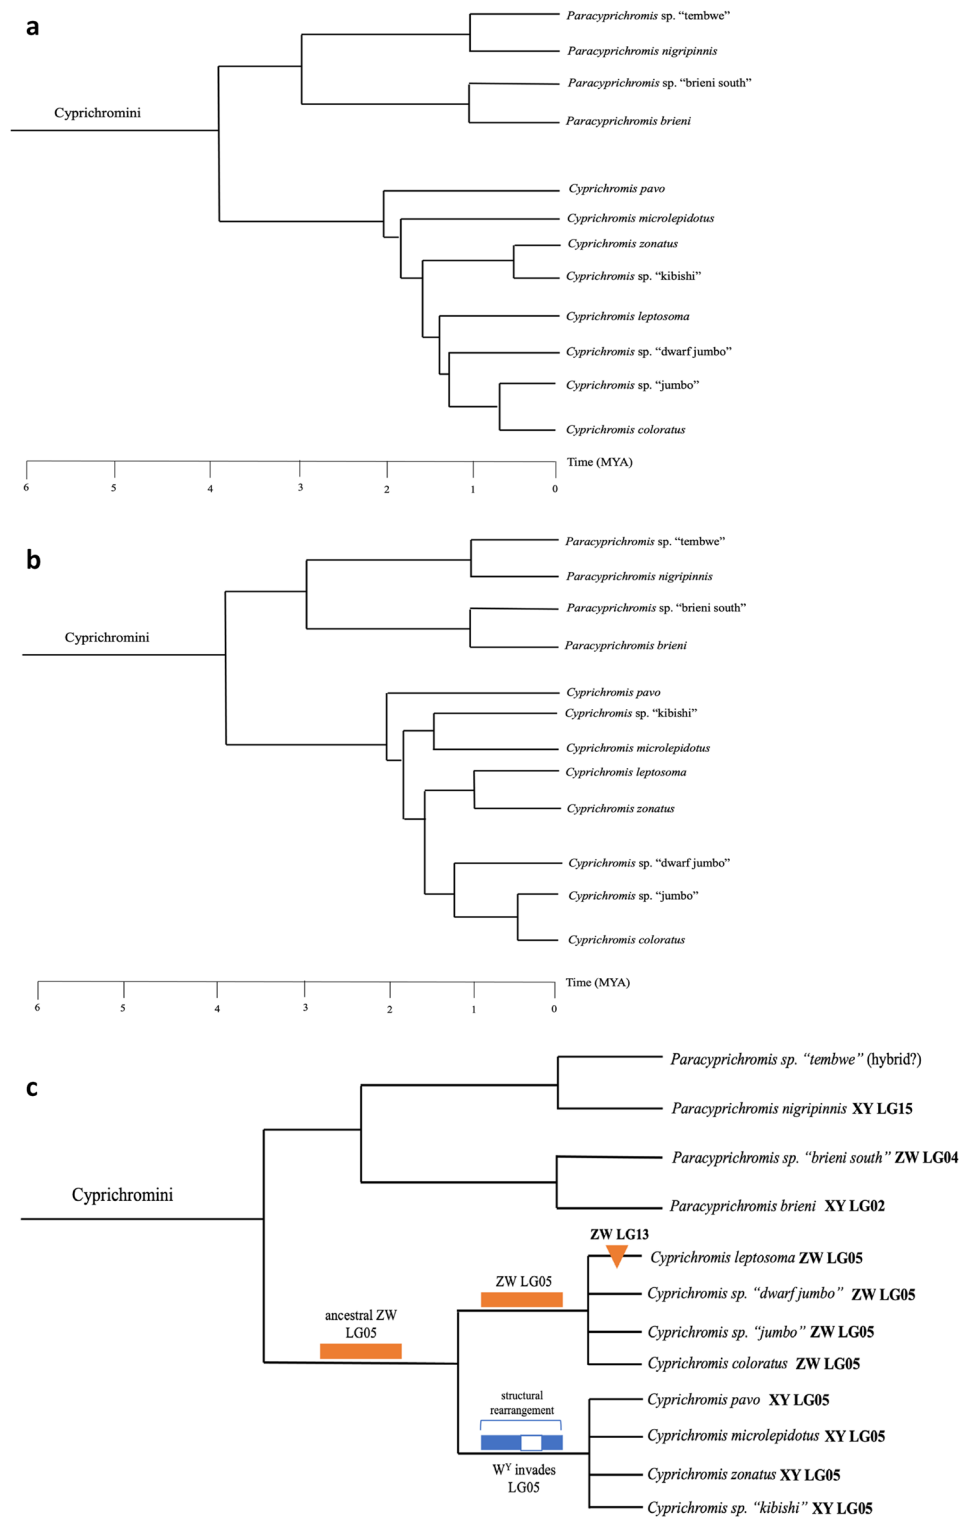 a
Paracyprichromis sp. “tembwe”
Paracyprichromis nigripinnis
Paracyprichromis sp. “brieni south”
Cyprichromini
Paracyprichromis brieni
Cyprichromis pavo
Cyprichromis microlepidotus
Cyprichromis zonatus
Cyprichromis sp. “kibishi”
Cyprichromis leptosoma
Cyprichromis sp. “dwarf jumbo”
Cyprichromis sp. “jumbo”
Cyprichromis coloratus
Time (MYA)
6 5 4 3 2 1 0
b
Paracyprichromis sp. “tembwe”
Paracyprichromis nigripinnis
Paracyprichromis sp. “brieni south”
Cyprichromini
Paracyprichromis brieni
Cyprichromis pavo
Cyprichromis sp. “kibishi”
Cyprichromis microlepidotus
Cyprichromis leptosoma
Cyprichromis zonatus
Cyprichromis sp. “dwarf jumbo”
Cyprichromis sp. “jumbo”
Cyprichromis coloratus
Time (MYA)
6 5 4 3 2 1 0
c
Paracyprichromis sp. “tembwe” (hybrid?)
Paracyprichromis nigripinnis XY LG15
Paracyprichromis sp. “brieni south” ZW LG04
Cyprichromini
Paracyprichromis brieni XY LG02
ZW LG13
Cyprichromis leptosoma ZW LG05
ZW LG05
Cyprichromis sp. “dwarf jumbo” ZW LG05
ancestral ZW
LG05
Cyprichromis sp. “jumbo” ZW LG05
Cyprichromis coloratus ZW LG05
structural
rearrangement
Cyprichromis pavo XY LG05
Cyprichromis microlepidotus XY LG05
Wʸ invades
LG05
Cyprichromis zonatus XY LG05
Cyprichromis sp. “kibishi” XY LG05